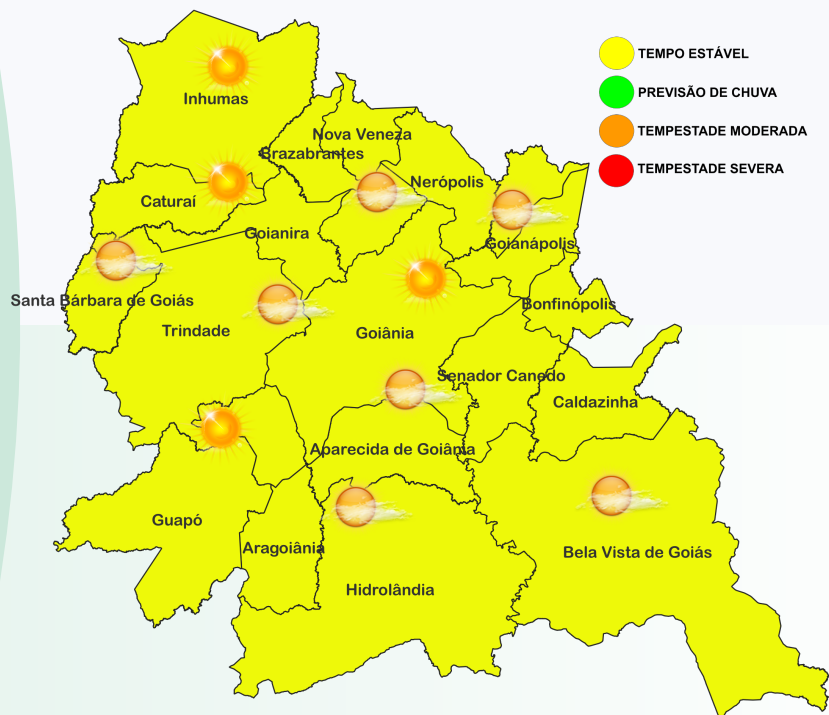 TEMPO ESTÁVEL
PREVISÃO DE CHUVA
TEMPESTADE MODERADA
TEMPESTADE SEVERA
Inhumas
Nova Veneza
Brazabrantes
Nerópolis
Caturaí
Goianira
Goianápolis
Santa Bárbara de Goiás
Bonfinópolis
Trindade
Goiânia
Senador Canedo
Caldazinha
Aparecida de Goiânia
Guapó
Aragoiânia
Bela Vista de Goiás
Hidrolândia